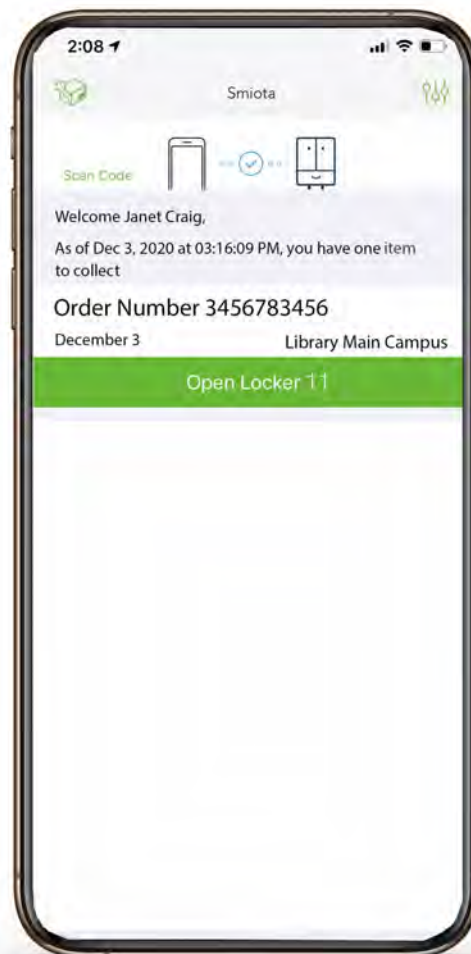 2:08
Smiota
Scan Code
Welcome Janet Craig,
As of Dec 3, 2020 at 03:16:09 PM, you have one item
to collect
Order Number 3456783456
December 3 Library Main Campus
Open Locker 11